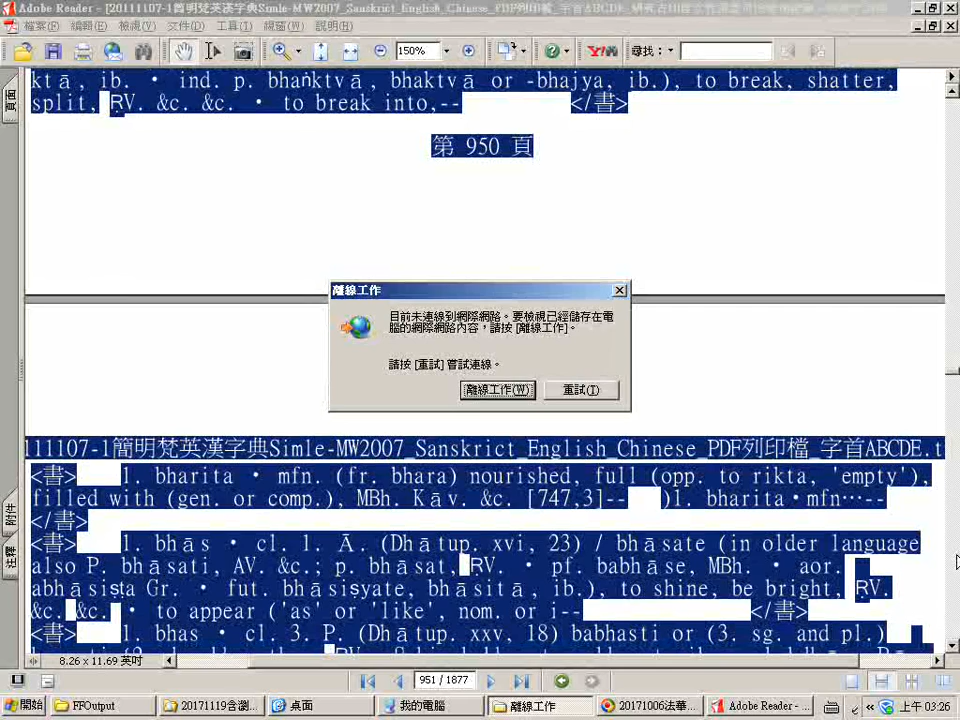 Adobe Reader - [20111107-1簡明梵英漢字典Simle-MW2007_Sanskrict_English_Chinese_PDF列印檔_字首ABCDE
檔案(F) 編輯(E) 檢視(V) 文件(D) 工具(T) 視窗(W) 說明(H)
150% 尋找:
頁面
ktā, ib. • ind. p. bhaṅktvā, bhaktvā or -bhajya, ib.), to break, shatter,
split, ṚV. &c. &c. • to break into,-- </書>
第 950 頁
離線工作
目前未連線到網際網路。要檢視已經儲存在電
腦的網際網路內容，請按 [離線工作]。
請按 [重試] 嘗試連線。
離線工作(W) 重試(T)
111107-1簡明梵英漢字典Simle-MW2007_Sanskrict_English_Chinese_PDF列印檔_字首ABCDE.t
<書> 1. bharita • mfn. (fr. bhara) nourished, full (opp. to rikta, 'empty'),
filled with (gen. or comp.), MBh. Kāv. &c. [747,3]-- )1. bharita•mfn…--
</書>
<書> 1. bhās • cl. 1. Ā. (Dhātup. xvi, 23) / bhāsate (in older language
also P. bhāsati, AV. &c.; p. bhāsat, ṚV. • pf. babhāse, MBh. • aor.
abhāsiṣṭa Gr. • fut. bhāsiṣyate, bhāsitā, ib.), to shine, be bright, ṚV.
&c. &c. • to appear ('as' or 'like', nom. or i-- </書>
<書> 1. bhas • cl. 3. P. (Dhātup. xxv, 18) babhasti or (3. sg. and pl.)
附件
註釋
8.26 x 11.69 英吋 951 / 1877
開始 FFOutput 20171119含瀏... 桌面 我的電腦 離線工作 20171006法華... Adobe Reader - ... 上午 03:26